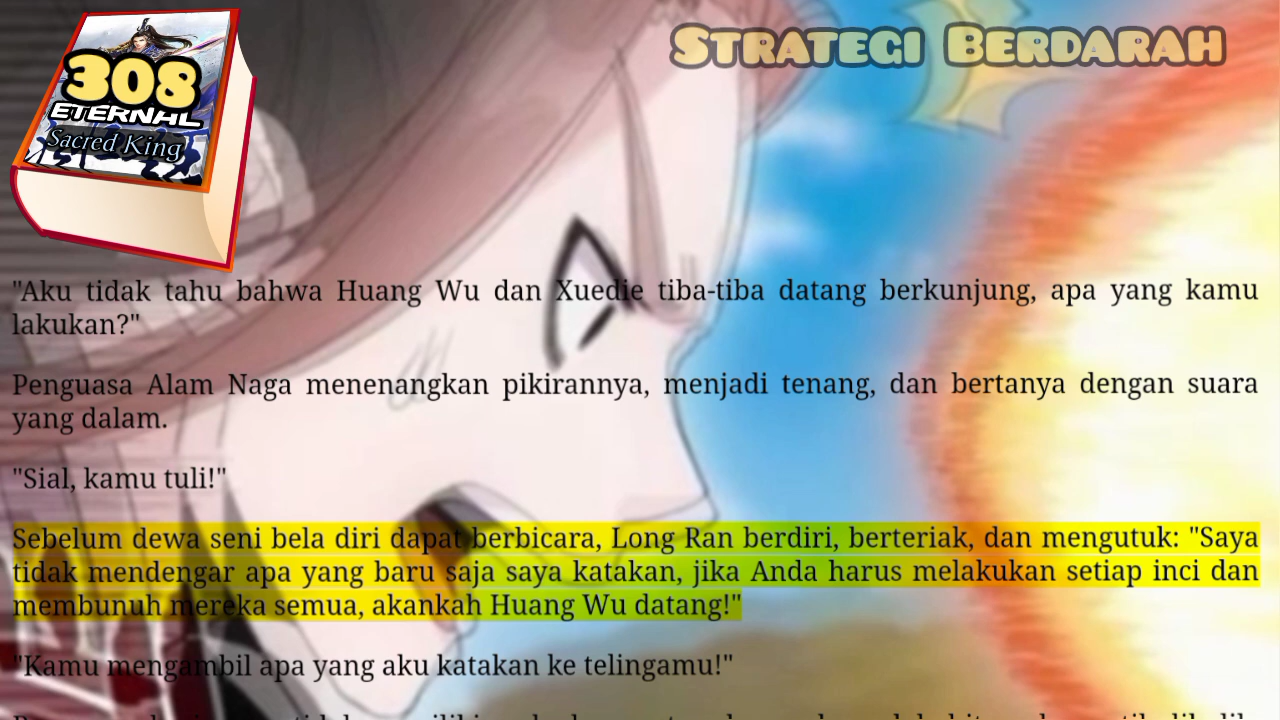 308
ETERNAL
Sacred King
STRATEGI BERDARAH
"Aku tidak tahu bahwa Huang Wu dan Xuedie tiba-tiba datang berkunjung, apa yang kamu
lakukan?"
Penguasa Alam Naga menenangkan pikirannya, menjadi tenang, dan bertanya dengan suara
yang dalam.
"Sial, kamu tuli!"
Sebelum dewa seni bela diri dapat berbicara, Long Ran berdiri, berteriak, dan mengutuk: "Saya
tidak mendengar apa yang baru saja saya katakan, jika Anda harus melakukan setiap inci dan
membunuh mereka semua, akankah Huang Wu datang!"
"Kamu mengambil apa yang aku katakan ke telingamu!"